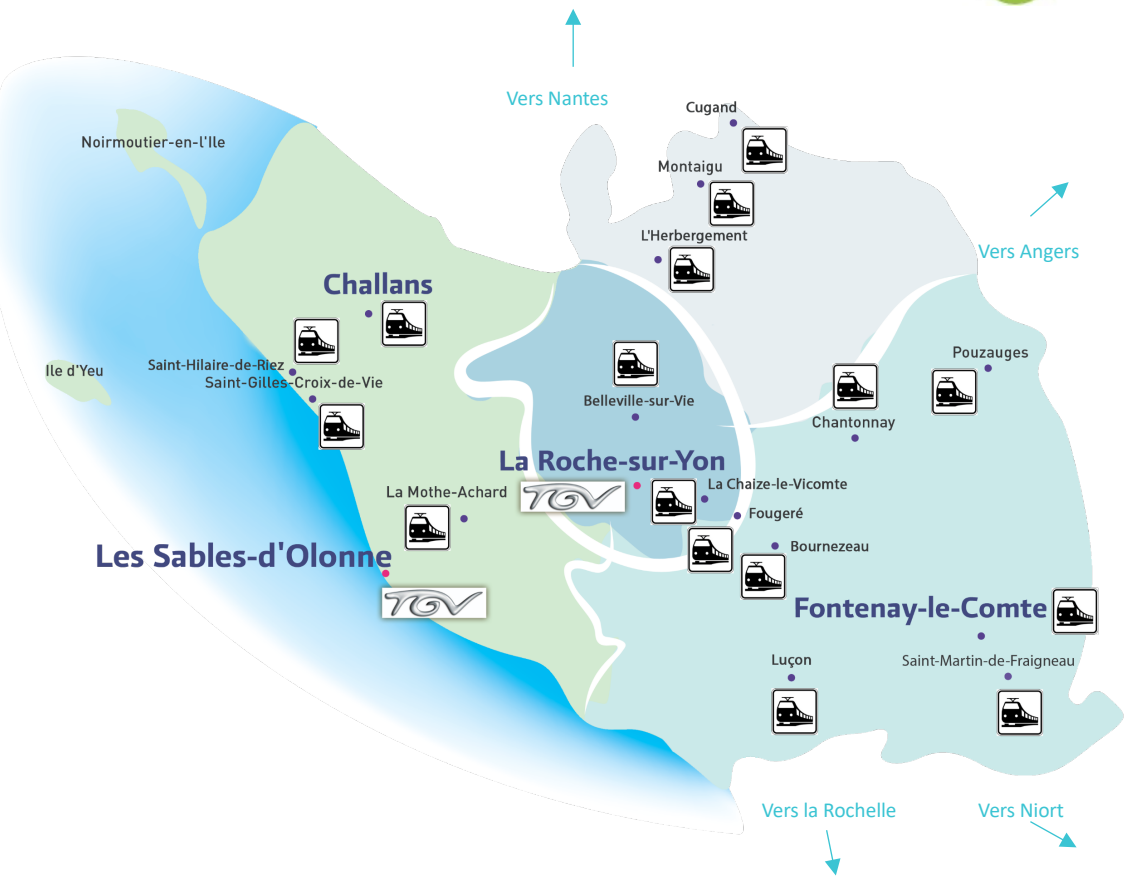 Vers Nantes
Cugand
Noirmoutier-en-l'Ile
Montaigu
L'Herbergement
Vers Angers
Challans
Pouzauges
Saint-Hilaire-de-Riez
Ile d'Yeu
Saint-Gilles-Croix-de-Vie
Belleville-sur-Vie
Chantonnay
La Roche-sur-Yon
TGV
La Chaize-le-Vicomte
La Mothe-Achard
Fougeré
Bournezeau
Les Sables-d'Olonne
TGV
Fontenay-le-Comte
Luçon
Saint-Martin-de-Fraigneau
Vers la Rochelle
Vers Niort